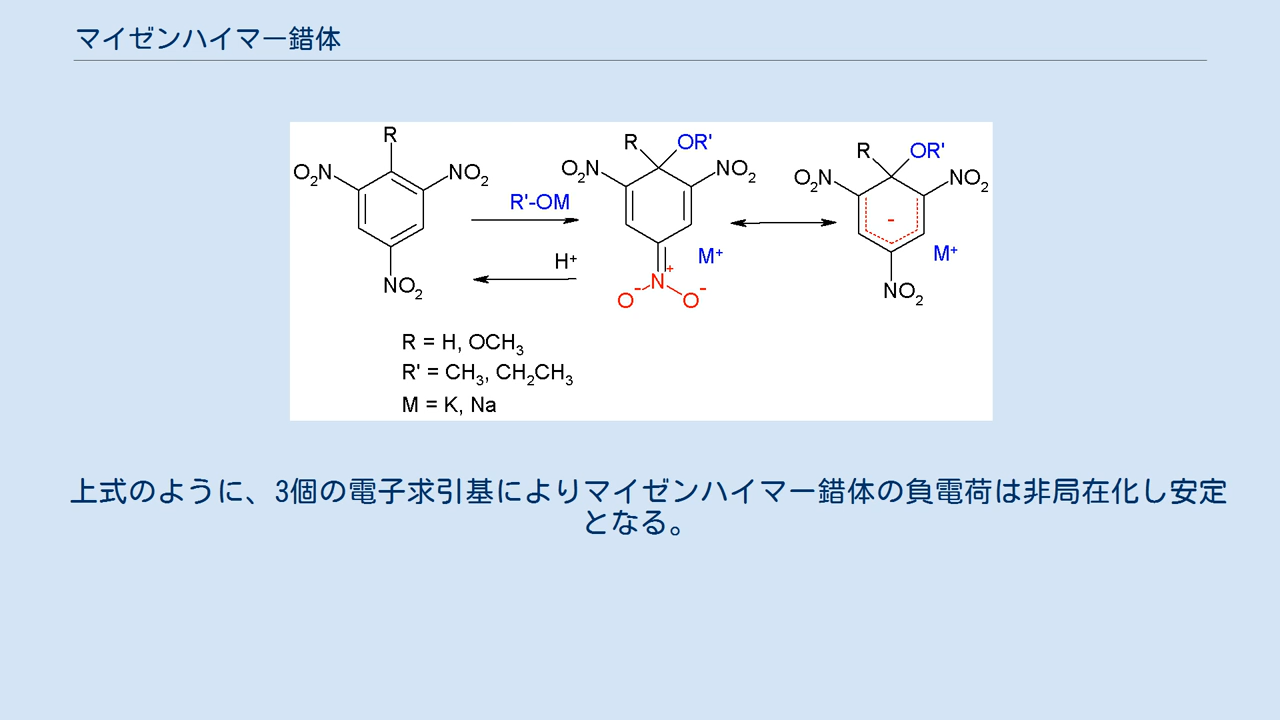 マイゼンハイマー錯体
R
O₂N
NO₂
NO₂
R'-OM
H⁺
R
OR'
O₂N
NO₂
M⁺
N⁺
O⁻
O⁻
R
OR'
O₂N
NO₂
-
M⁺
NO₂
R = H, OCH₃
R' = CH₃, CH₂CH₃
M = K, Na
上式のように、3個の電子求引基によりマイゼンハイマー錯体の負電荷は非局在化し安定
となる。